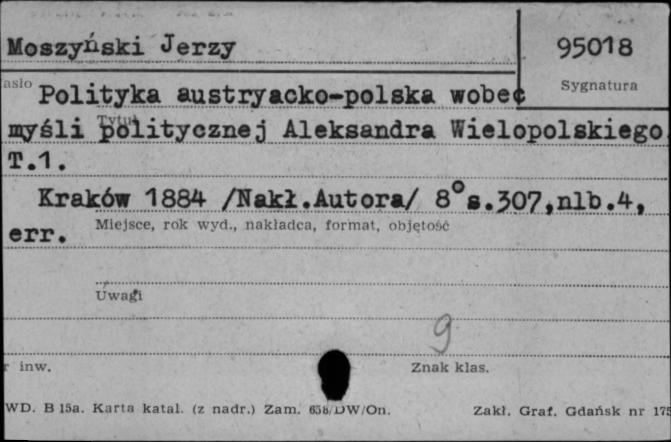 Moszyński Jerzy
95018
asło
Sygnatura
Polityka austryacko-polska wobec
Tytuł
myśli politycznej Aleksandra Wielopolskiego.
T.1.
Kraków 1884 /Nakł.Autora/ 8° s.307,nlb.4,
err.
Miejsce, rok wyd., nakładca, format, objętość
Uwagi
9
r inw.
Znak klas.
WD. B 15a. Karta katal. (z nadr.) Zam. 658/DW/On.
Zakł. Graf. Gdańsk nr 175